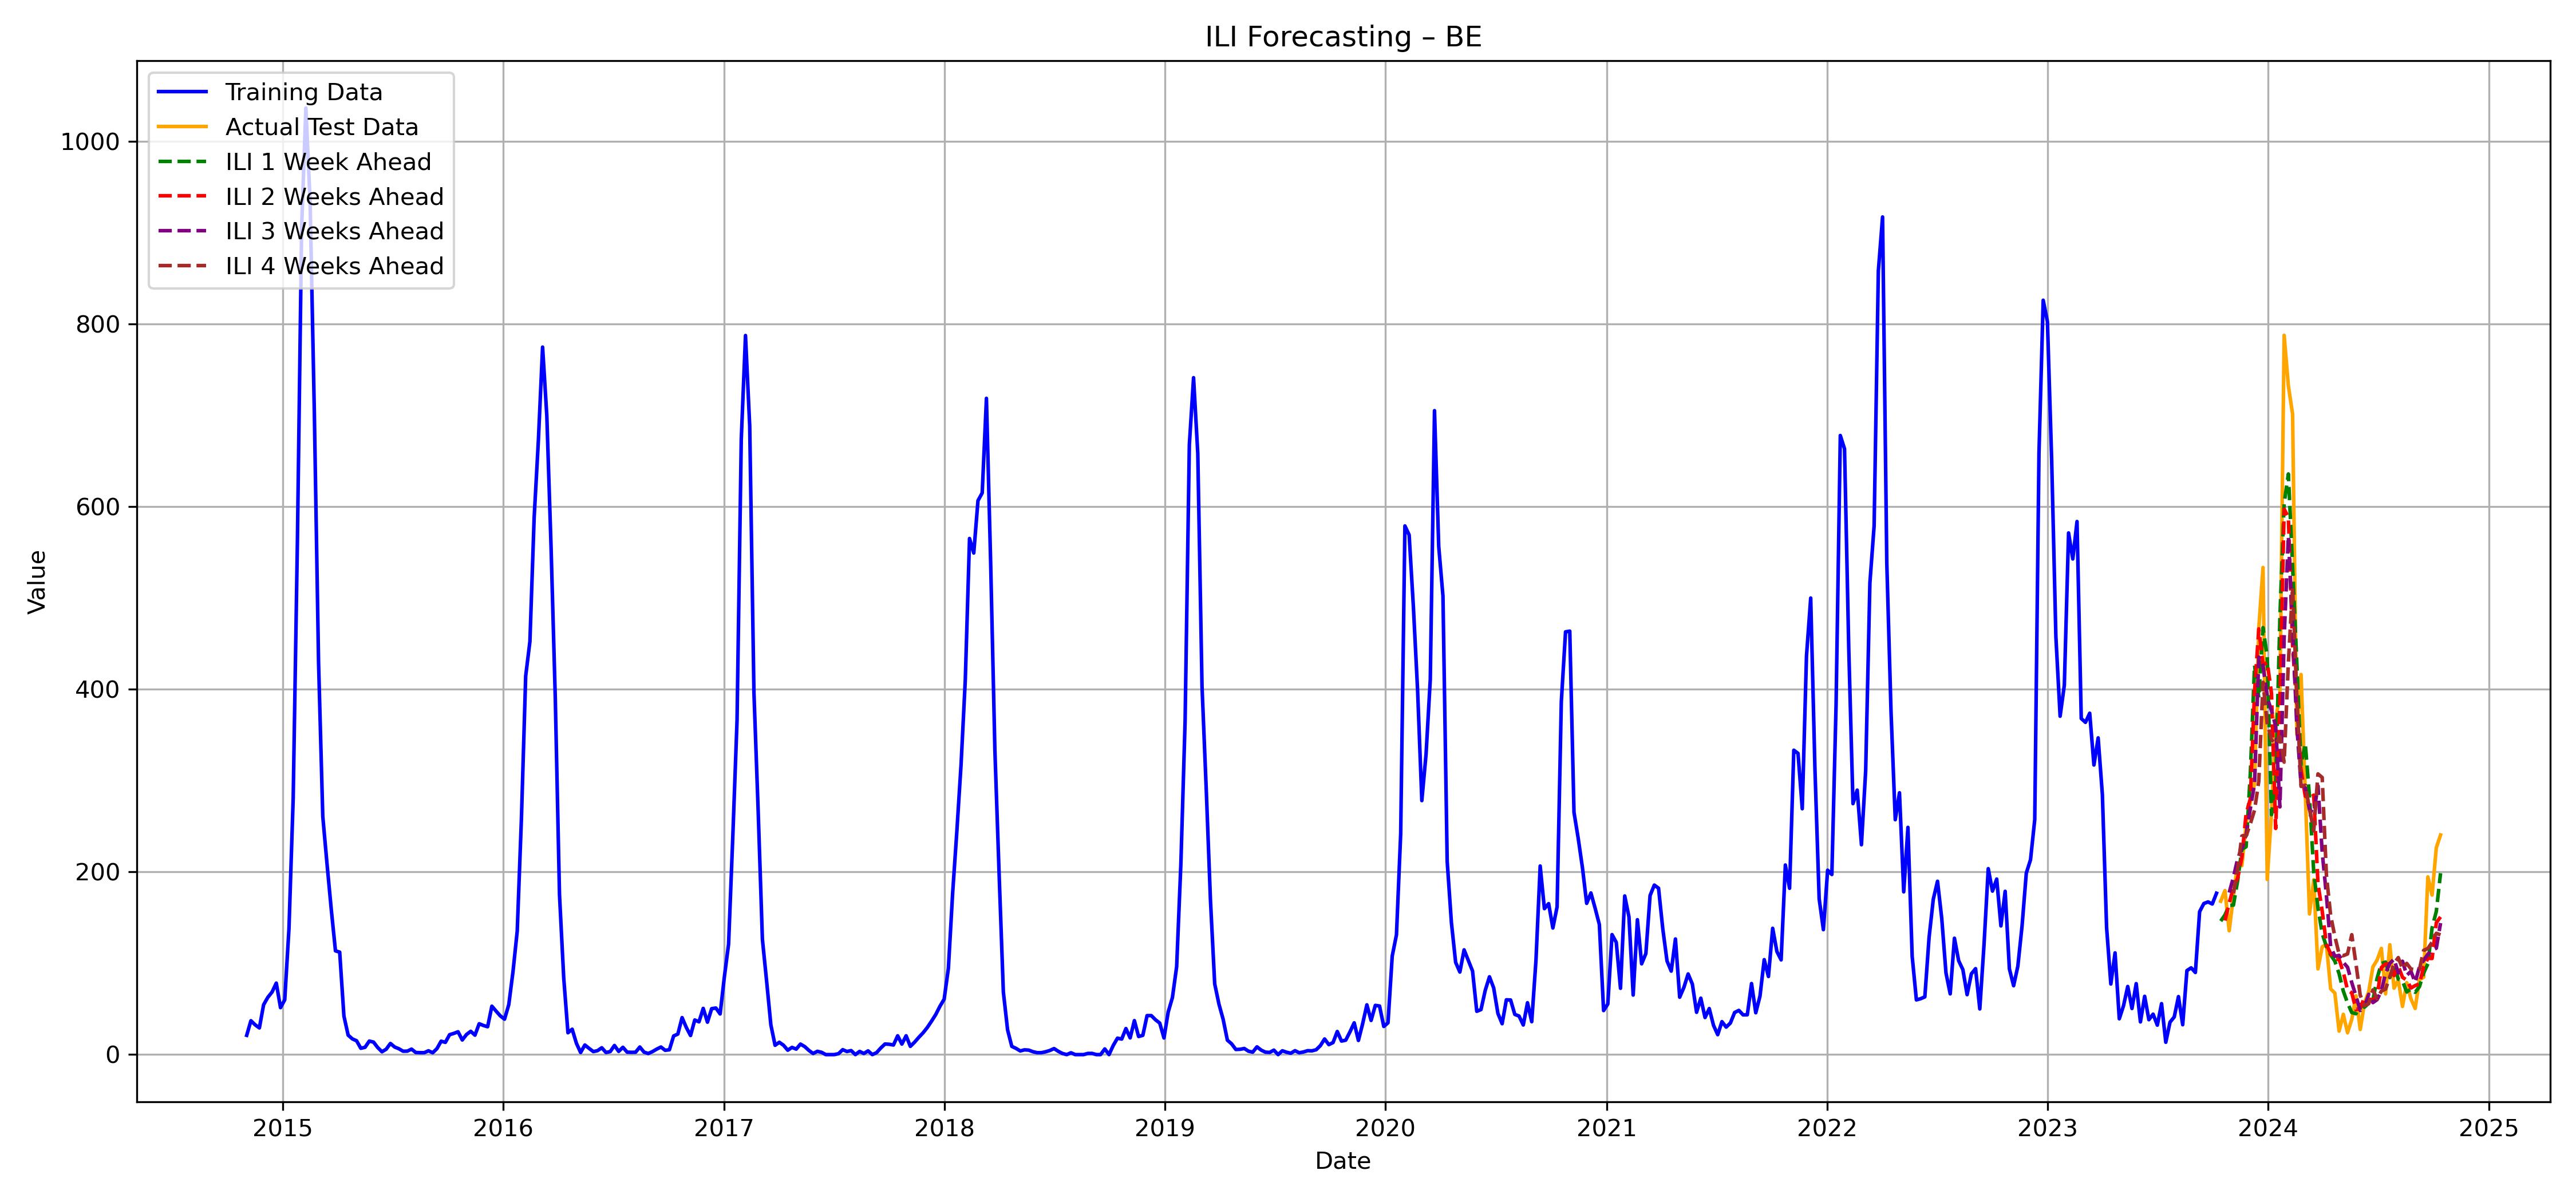 ILI Forecasting – BE
Training Data
Actual Test Data
ILI 1 Week Ahead
ILI 2 Weeks Ahead
ILI 3 Weeks Ahead
ILI 4 Weeks Ahead
1000
800
600
400
200
0
Value
2015 2016 2017 2018 2019 2020 2021 2022 2023 2024 2025
Date